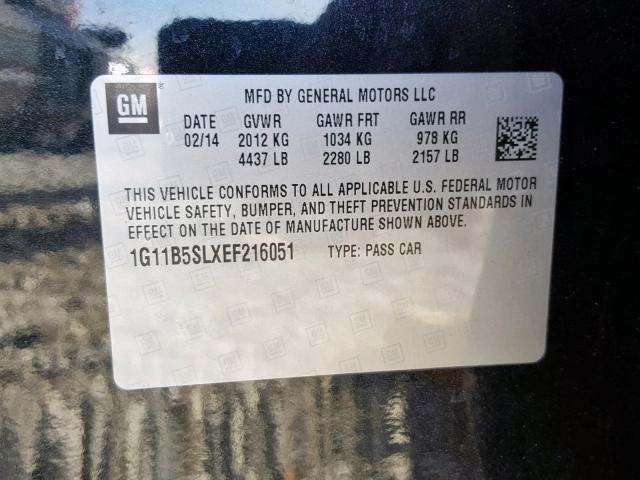 GM
MFD BY GENERAL MOTORS LLC
DATE GVWR GAWR FRT GAWR RR
02/14 2012 KG 1034 KG 978 KG
4437 LB 2280 LB 2157 LB
THIS VEHICLE CONFORMS TO ALL APPLICABLE U.S. FEDERAL MOTOR
VEHICLE SAFETY, BUMPER, AND THEFT PREVENTION STANDARDS IN
EFFECT ON THE DATE OF MANUFACTURE SHOWN ABOVE.
1G11B5SLXEF216051 TYPE: PASS CAR